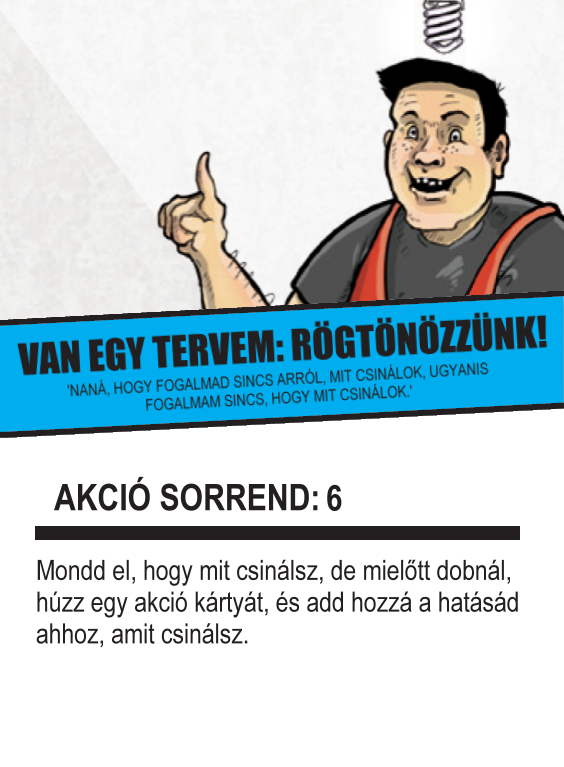 VAN EGY TERVEM: RÖGTÖNÖZZÜNK!
'NANÁ, HOGY FOGALMAD SINCS ARRÓL, MIT CSINÁLOK, UGYANIS
FOGALMAM SINCS, HOGY MIT CSINÁLOK.'
AKCIÓ SORREND: 6
Mondd el, hogy mit csinálsz, de mielőtt dobnál,
húzz egy akció kártyát, és add hozzá a hatásád
ahhoz, amit csinálsz.